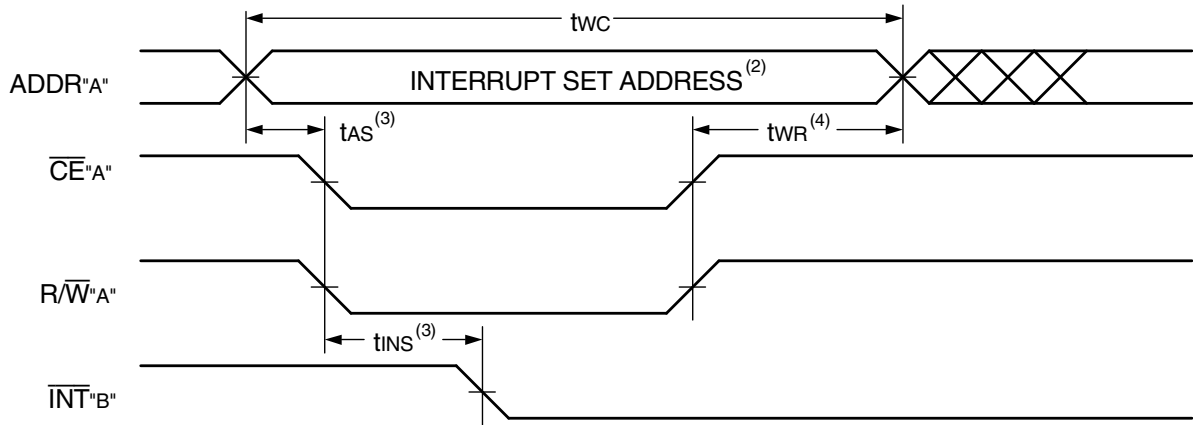 tWC
ADDR"A" INTERRUPT SET ADDRESS(2)
tAS(3) tWR(4)
CE"A"
R/W"A"
tINS(3)
INT"B"